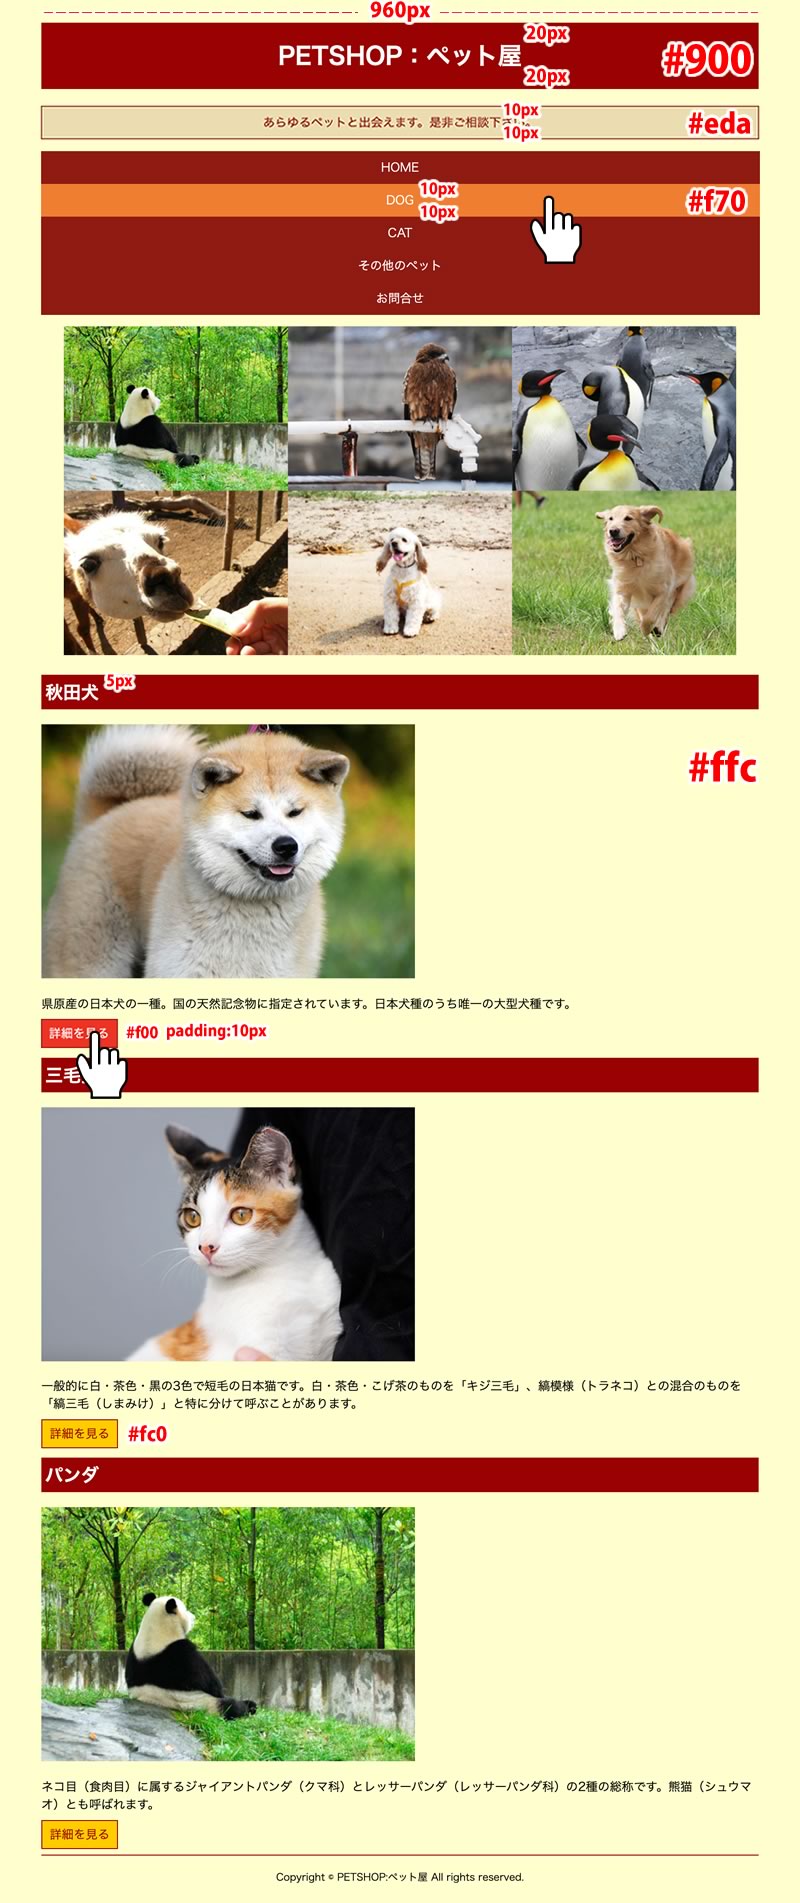 960px
PETSHOP：ペット屋
20px
20px
#900
あらゆるペットと出会えます。是非ご相談下
10px
10px
#eda
HOME
DOG
10px
10px
#f70
CAT
その他のペット
お問合せ
秋田犬
5px
#ffc
県原産の日本犬の一種。国の天然記念物に指定されています。日本犬種のうち唯一の大型犬種です。
詳細を見る
#f00 padding:10px
三毛
一般的に白・茶色・黒の3色で短毛の日本猫です。白・茶色・こげ茶のものを「キジ三毛」、縞模様（トラネコ）との混合のものを
「縞三毛（しまみけ）」と特に分けて呼ぶことがあります。
詳細を見る
#fc0
パンダ
ネコ目（食肉目）に属するジャイアントパンダ（クマ科）とレッサーパンダ（レッサーパンダ科）の2種の総称です。熊猫（シュウマ
オ）とも呼ばれます。
詳細を見る
Copyright © PETSHOP:ペット屋 All rights reserved.